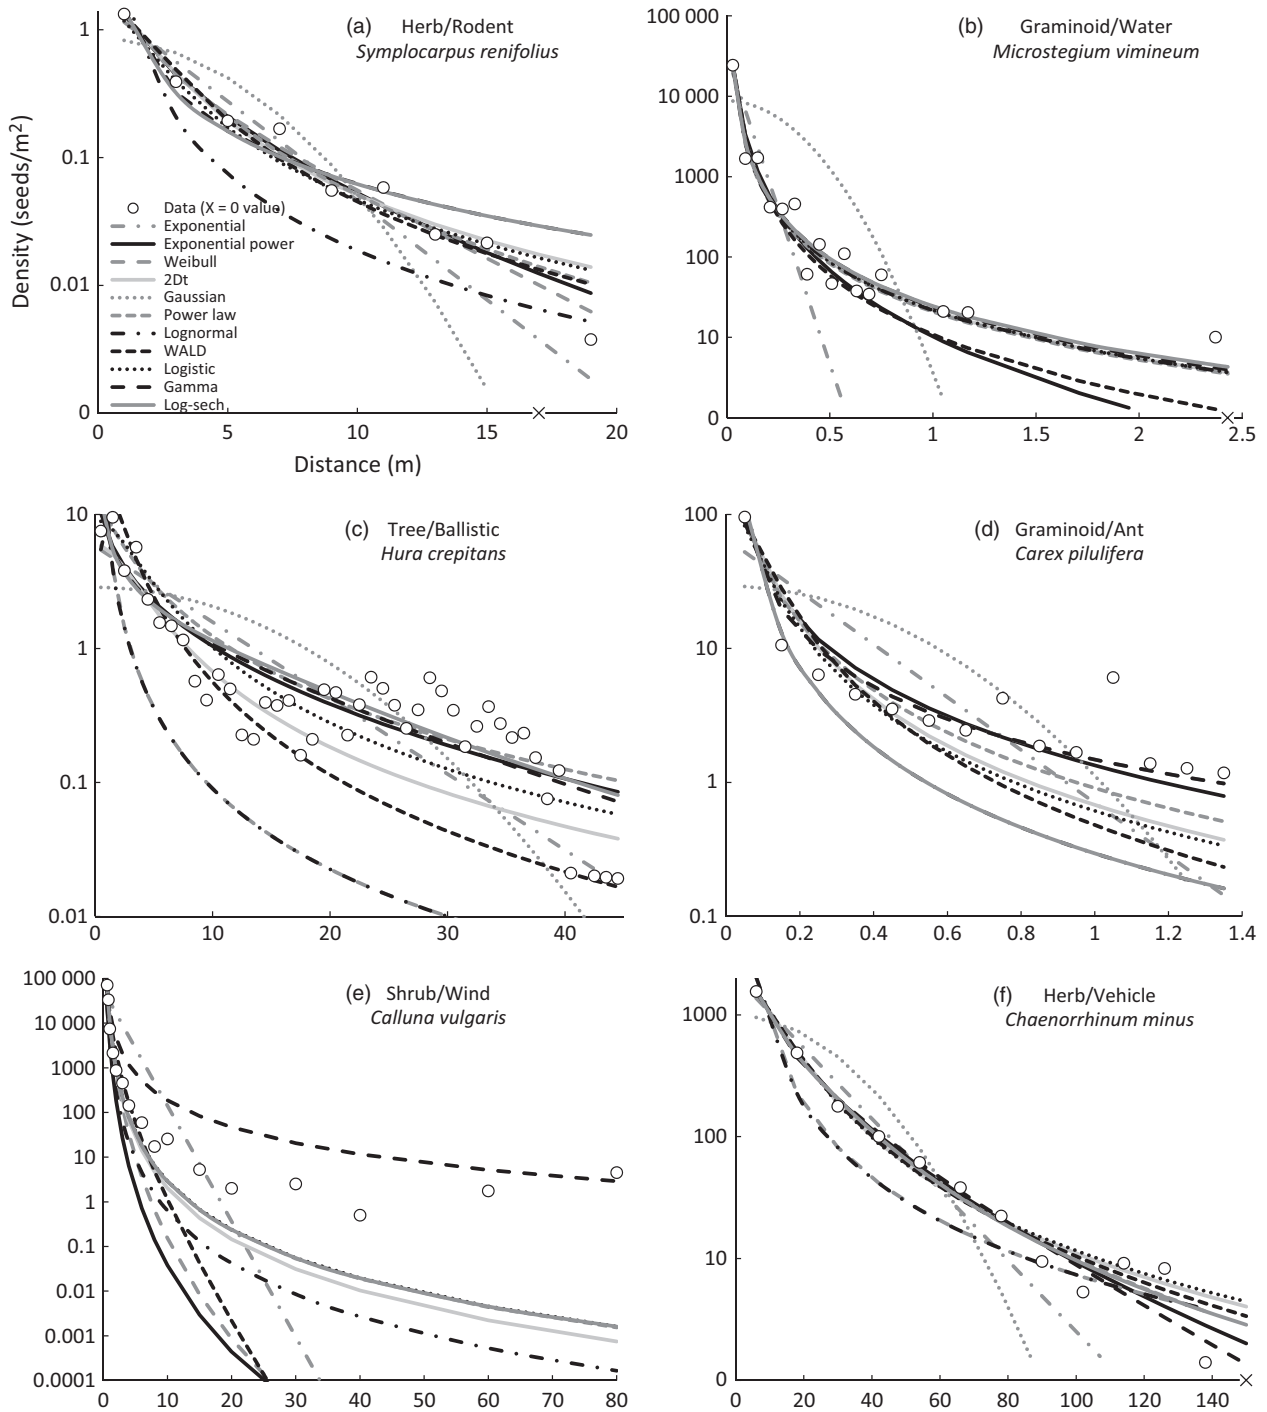 (a) Herb/Rodent
Symplocarpus renifolius
1
0.1
0.01
0
0 5 10 15 20
Density (seeds/m²)
Distance (m)
Data (X = 0 value)
Exponential
Exponential power
Weibull
2Dt
Gaussian
Power law
Lognormal
WALD
Logistic
Gamma
Log-sech
(b) Graminoid/Water
Microstegium vimineum
100 000
10 000
1000
100
10
0
0 0.5 1 1.5 2 2.5
(c) Tree/Ballistic
Hura crepitans
10
1
0.1
0.01
0 10 20 30 40
(d) Graminoid/Ant
Carex pilulifera
100
10
1
0.1
0 0.2 0.4 0.6 0.8 1 1.2 1.4
(e) Shrub/Wind
Calluna vulgaris
100 000
10 000
1000
100
10
1
0.1
0.01
0.001
0.0001
0 10 20 30 40 50 60 70 80
(f) Herb/Vehicle
Chaenorrhinum minus
1000
100
10
0
0 20 40 60 80 100 120 140